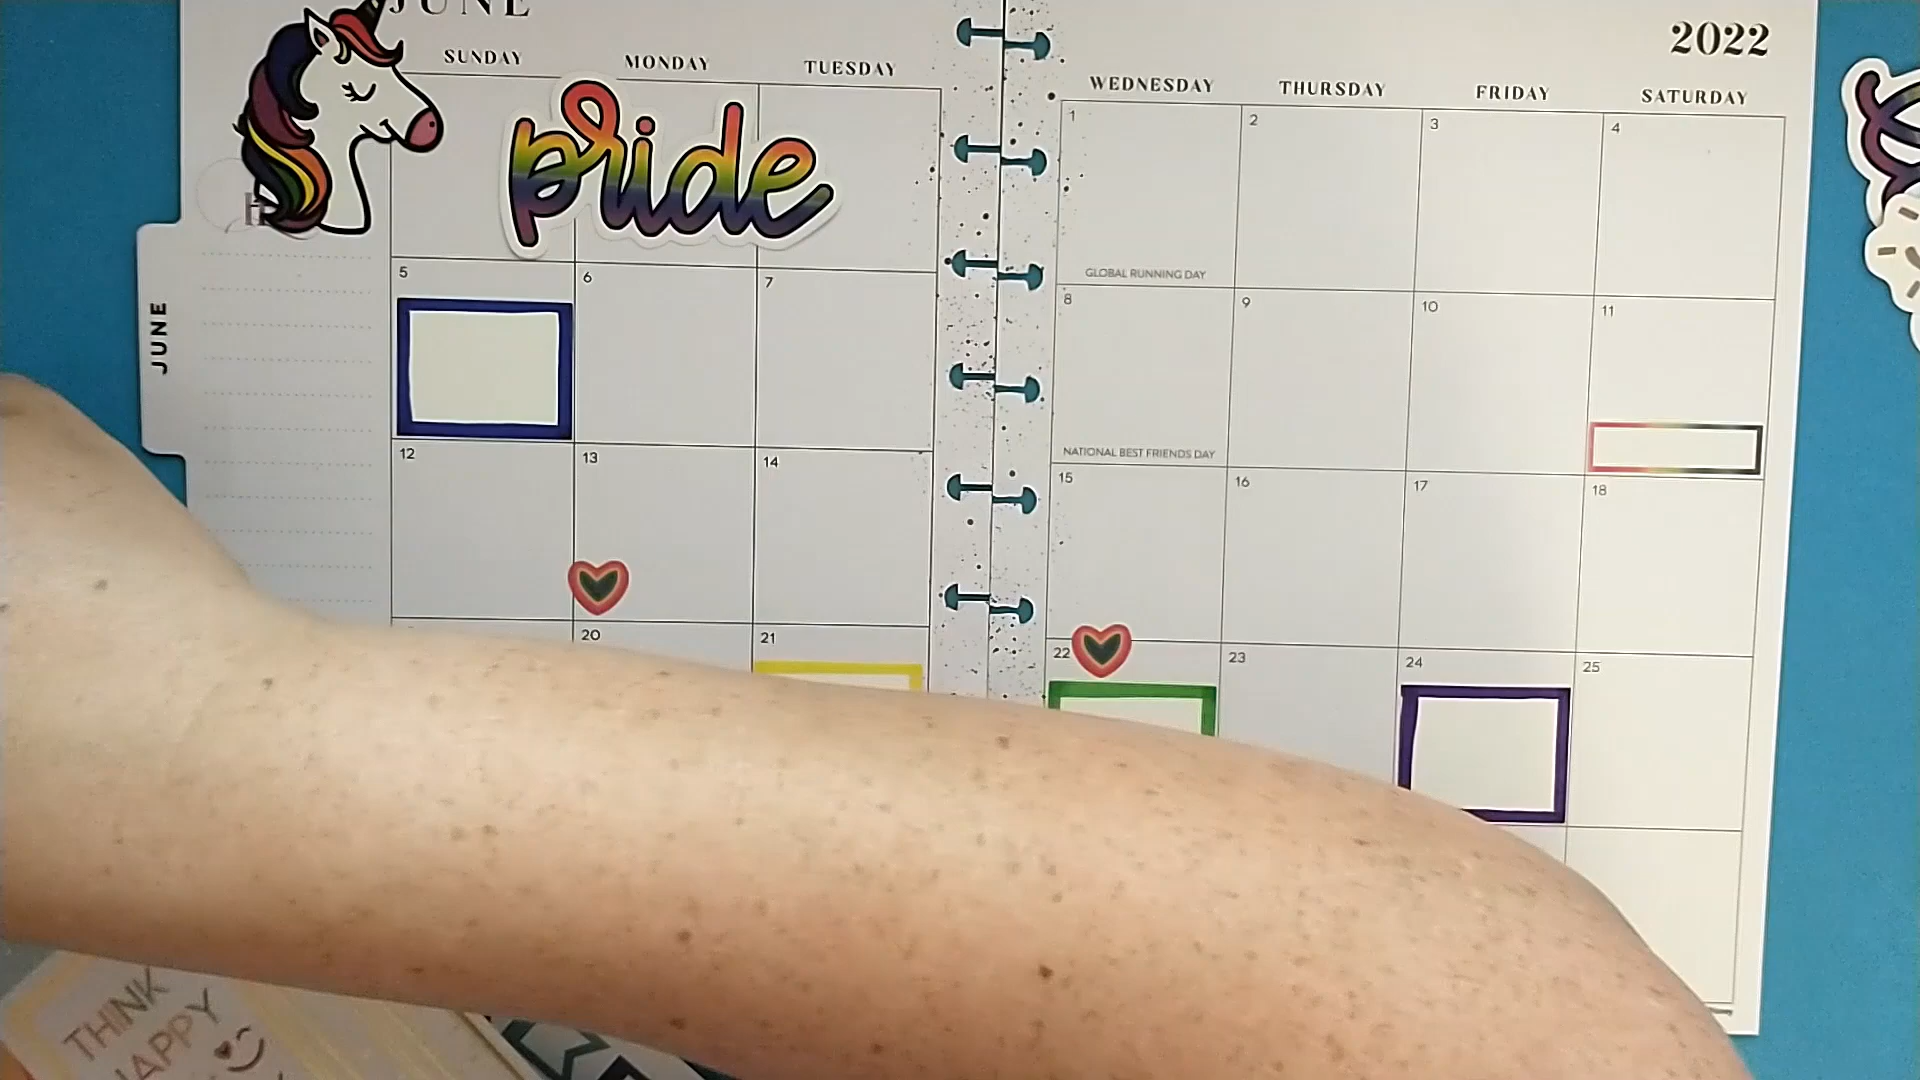 JUNE
2022
SUNDAY MONDAY TUESDAY WEDNESDAY THURSDAY FRIDAY SATURDAY
pride
1 2 3 4
GLOBAL RUNNING DAY
JUNE
5 6 7 8 9 10 11
NATIONAL BEST FRIENDS DAY
12 13 14 15 16 17 18
20 21 22 23 24 25
THINK
HAPPY